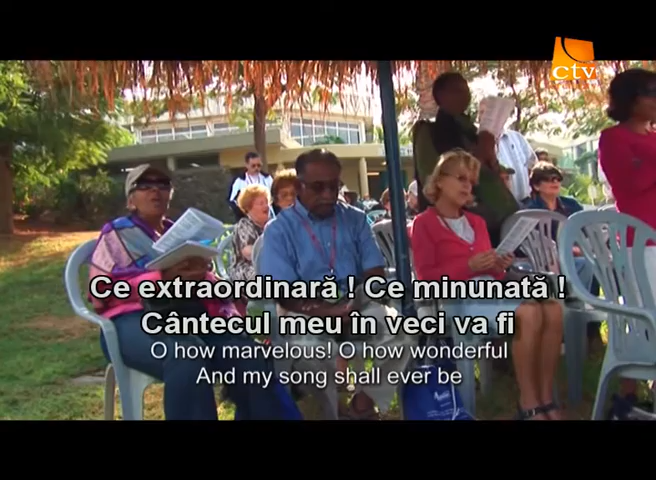 ctv
Ce extraordinară ! Ce minunată !
Cântecul meu în veci va fi
O how marvelous! O how wonderful
And my song shall ever be